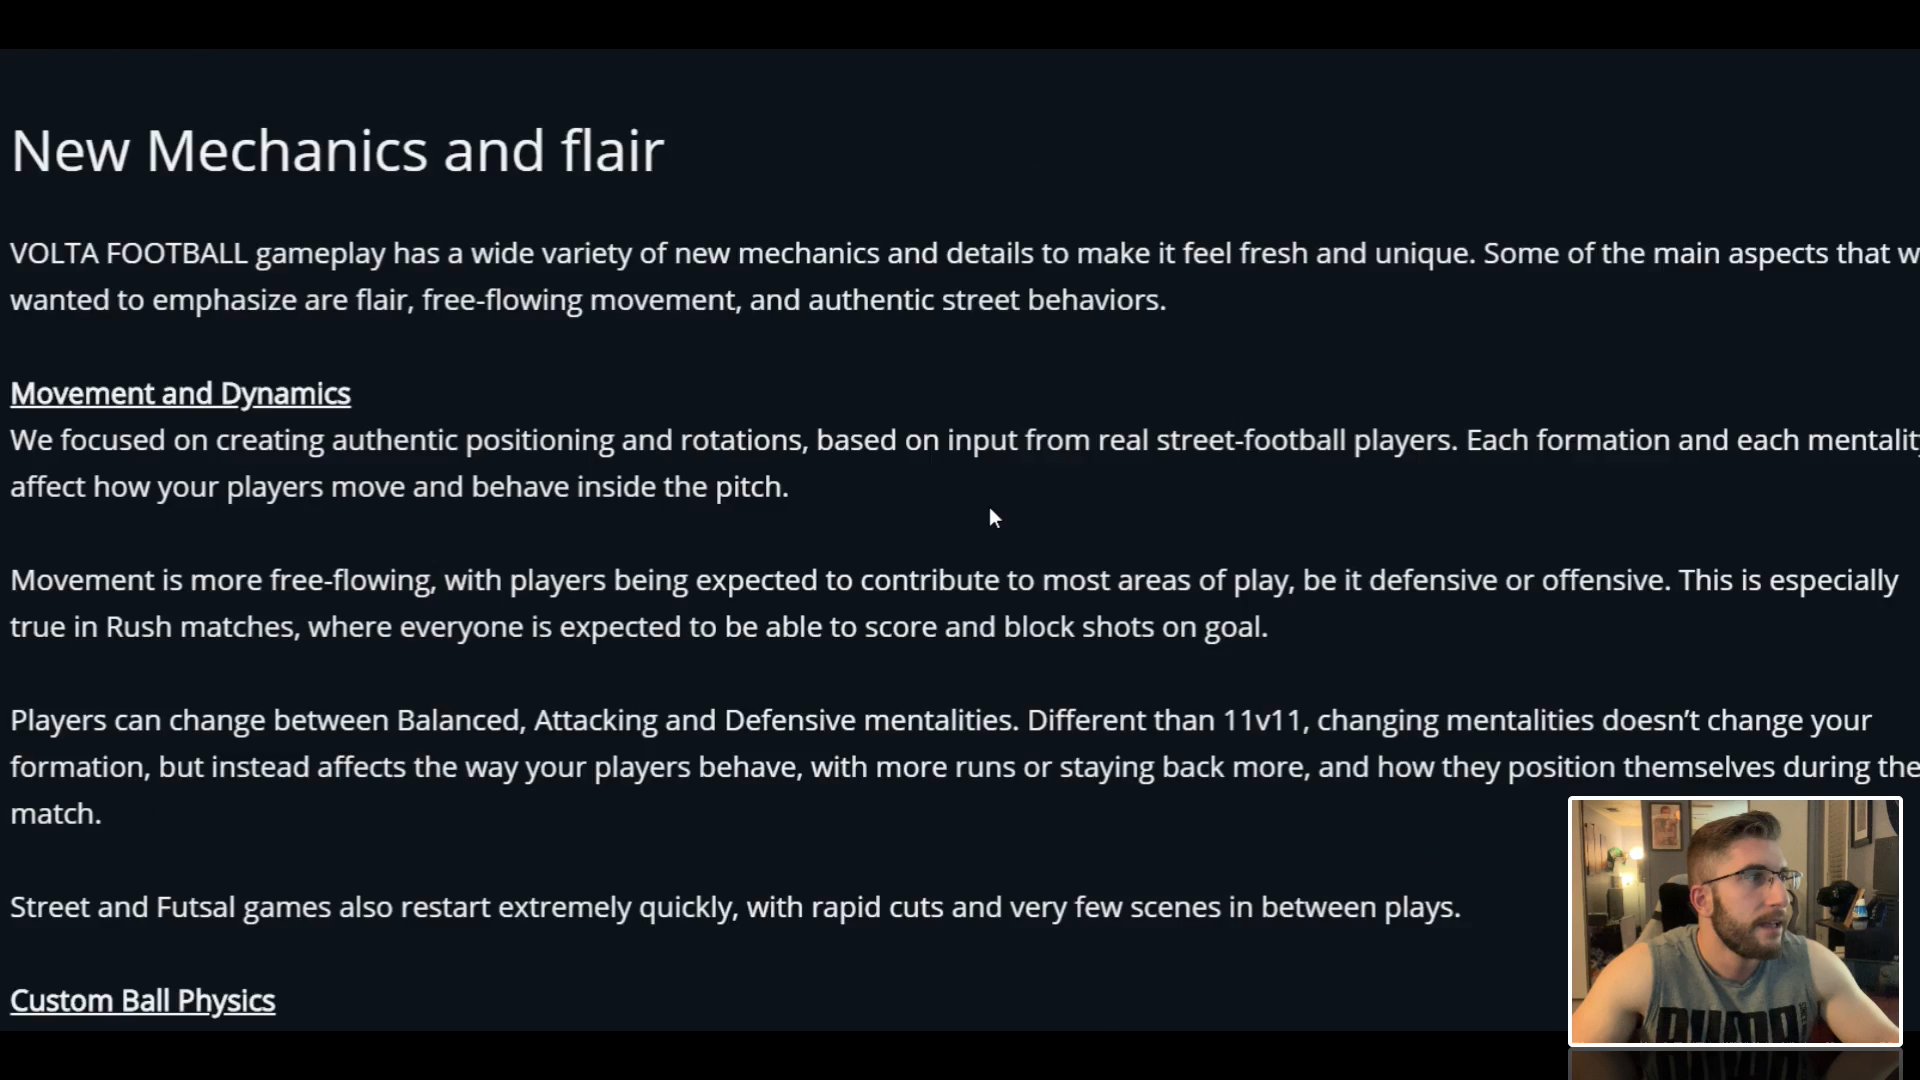 New Mechanics and flair
VOLTA FOOTBALL gameplay has a wide variety of new mechanics and details to make it feel fresh and unique. Some of the main aspects that w
wanted to emphasize are flair, free-flowing movement, and authentic street behaviors.
Movement and Dynamics
We focused on creating authentic positioning and rotations, based on input from real street-football players. Each formation and each mentality
affect how your players move and behave inside the pitch.
Movement is more free-flowing, with players being expected to contribute to most areas of play, be it defensive or offensive. This is especially
true in Rush matches, where everyone is expected to be able to score and block shots on goal.
Players can change between Balanced, Attacking and Defensive mentalities. Different than 11v11, changing mentalities doesn’t change your
formation, but instead affects the way your players behave, with more runs or staying back more, and how they position themselves during the
match.
Street and Futsal games also restart extremely quickly, with rapid cuts and very few scenes in between plays.
Custom Ball Physics